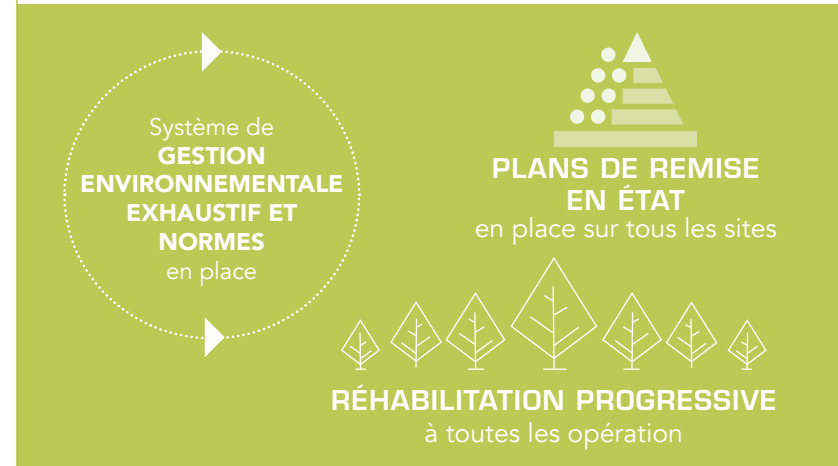 Système de
GESTION
ENVIRONNEMENTALE
EXHAUSTIF ET
NORMES
en place
PLANS DE REMISE
EN ÉTAT
en place sur tous les sites
RÉHABILITATION PROGRESSIVE
à toutes les opération